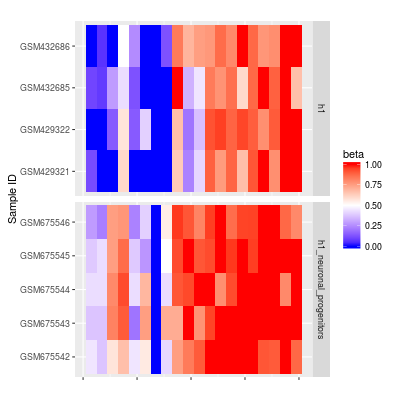 Sample ID
GSM432686
GSM432685
GSM429322
GSM429321
h1
GSM675546
GSM675545
GSM675544
GSM675543
GSM675542
h1_neuronal_progenitors
beta
1.00
0.75
0.50
0.25
0.00